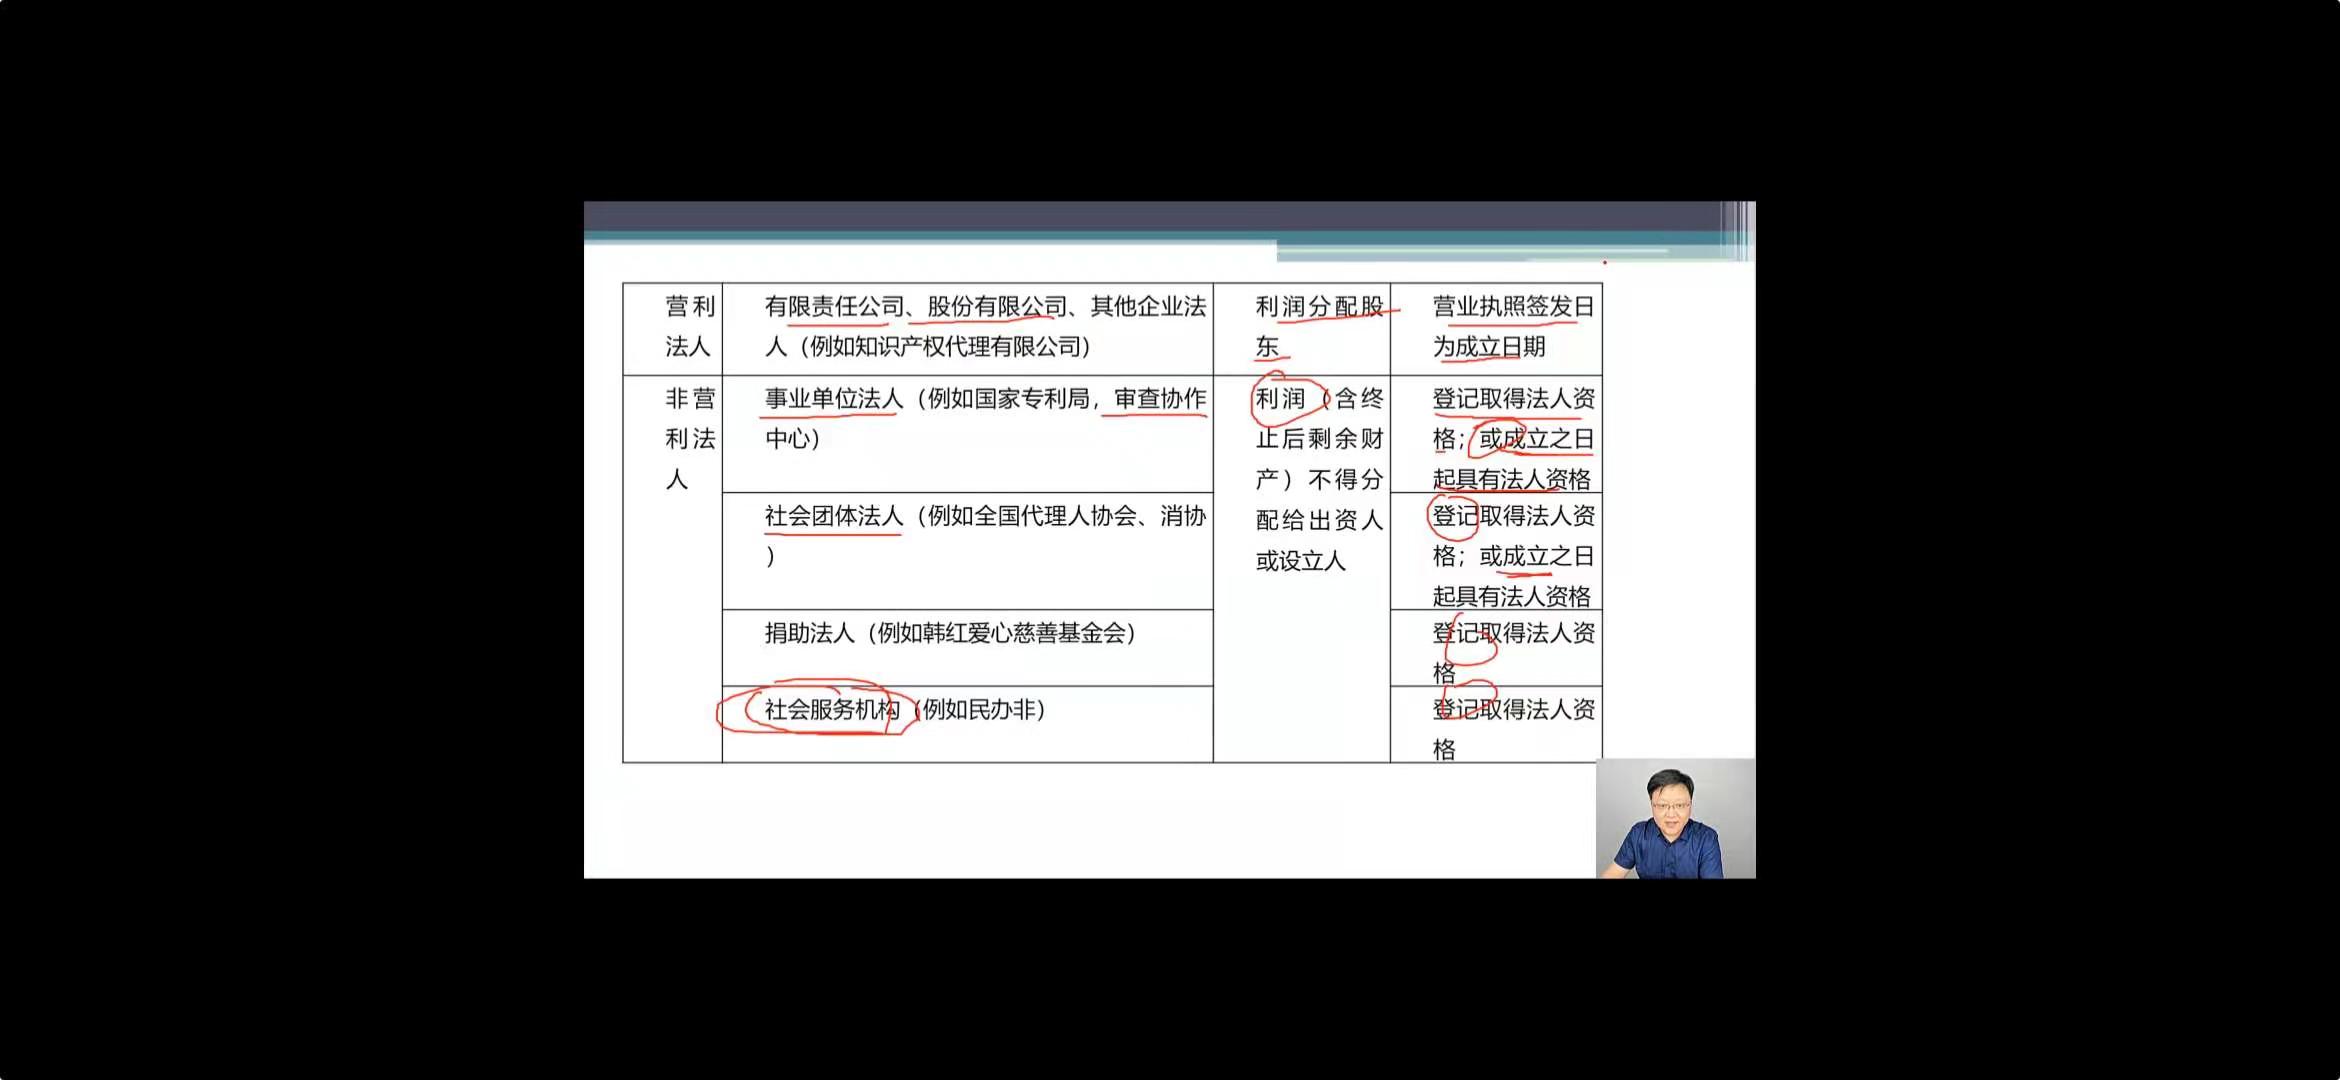 营利法人
有限责任公司、股份有限公司、其他企业法人（例如知识产权代理有限公司）
利润分配股东
营业执照签发日为成立日期
非营利法人
事业单位法人（例如国家专利局，审查协作中心）
利润（含终止后剩余财产）不得分配给出资人或设立人
登记取得法人资格；或成立之日起具有法人资格
社会团体法人（例如全国代理人协会、消协）
登记取得法人资格；或成立之日起具有法人资格
捐助法人（例如韩红爱心慈善基金会）
登记取得法人资格
社会服务机构（例如民办非）
登记取得法人资格